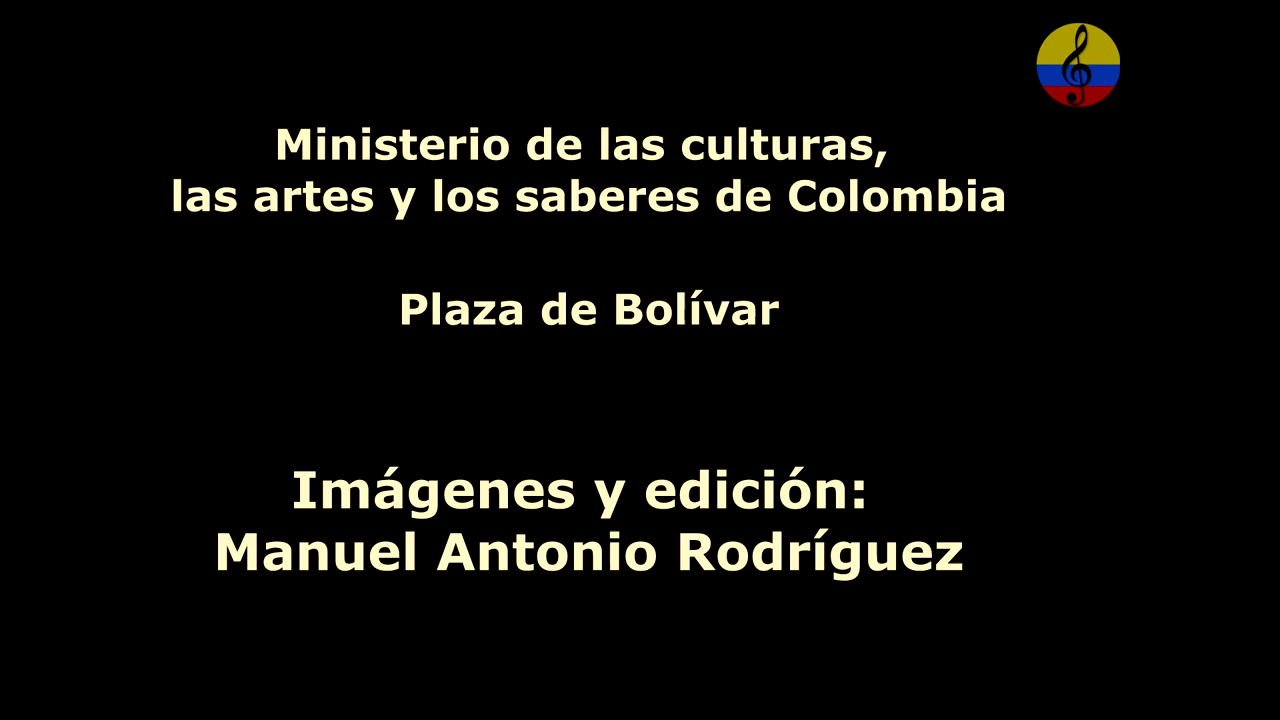 Ministerio de las culturas,
las artes y los saberes de Colombia
Plaza de Bolívar
Imágenes y edición:
Manuel Antonio Rodríguez